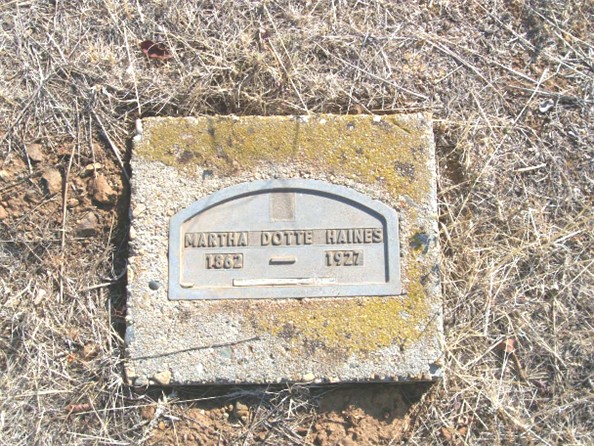 MARTHA DOTTE HAINES
1862 — 1927